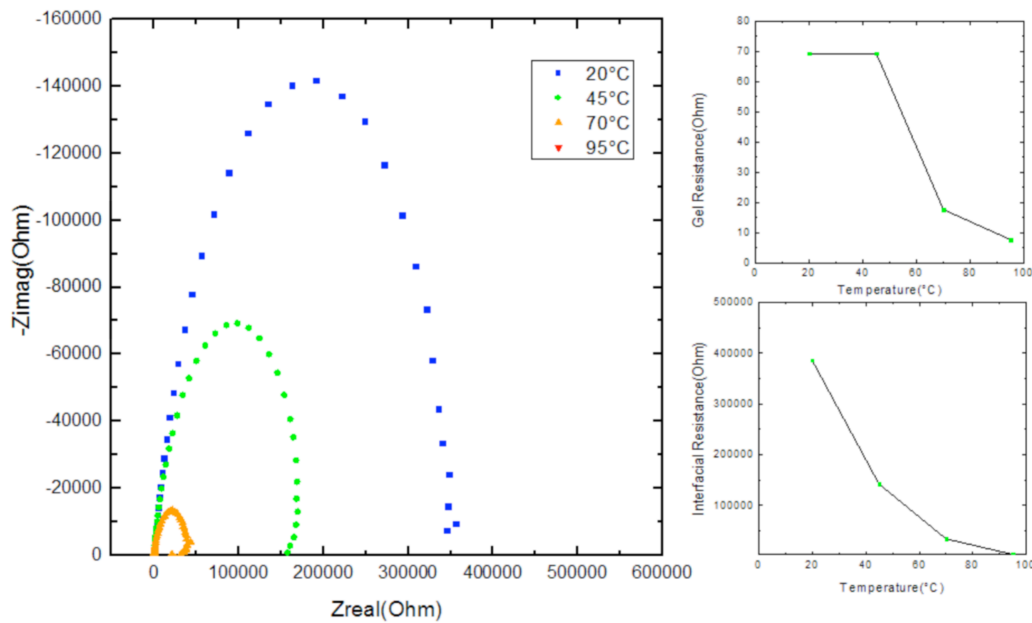 -160000
-140000
-120000
-100000
-80000
-60000
-40000
-20000
0
-Zimag(Ohm)
0 100000 200000 300000 400000 500000 600000
Zreal(Ohm)
20°C
45°C
70°C
95°C
80
70
60
50
40
30
20
10
0
Gel Resistance(Ohm)
0 20 40 60 80 100
Temperature(°C)
500000
400000
300000
200000
100000
Interfacial Resistance(Ohm)
0 20 40 60 80 100
Temperature(°C)